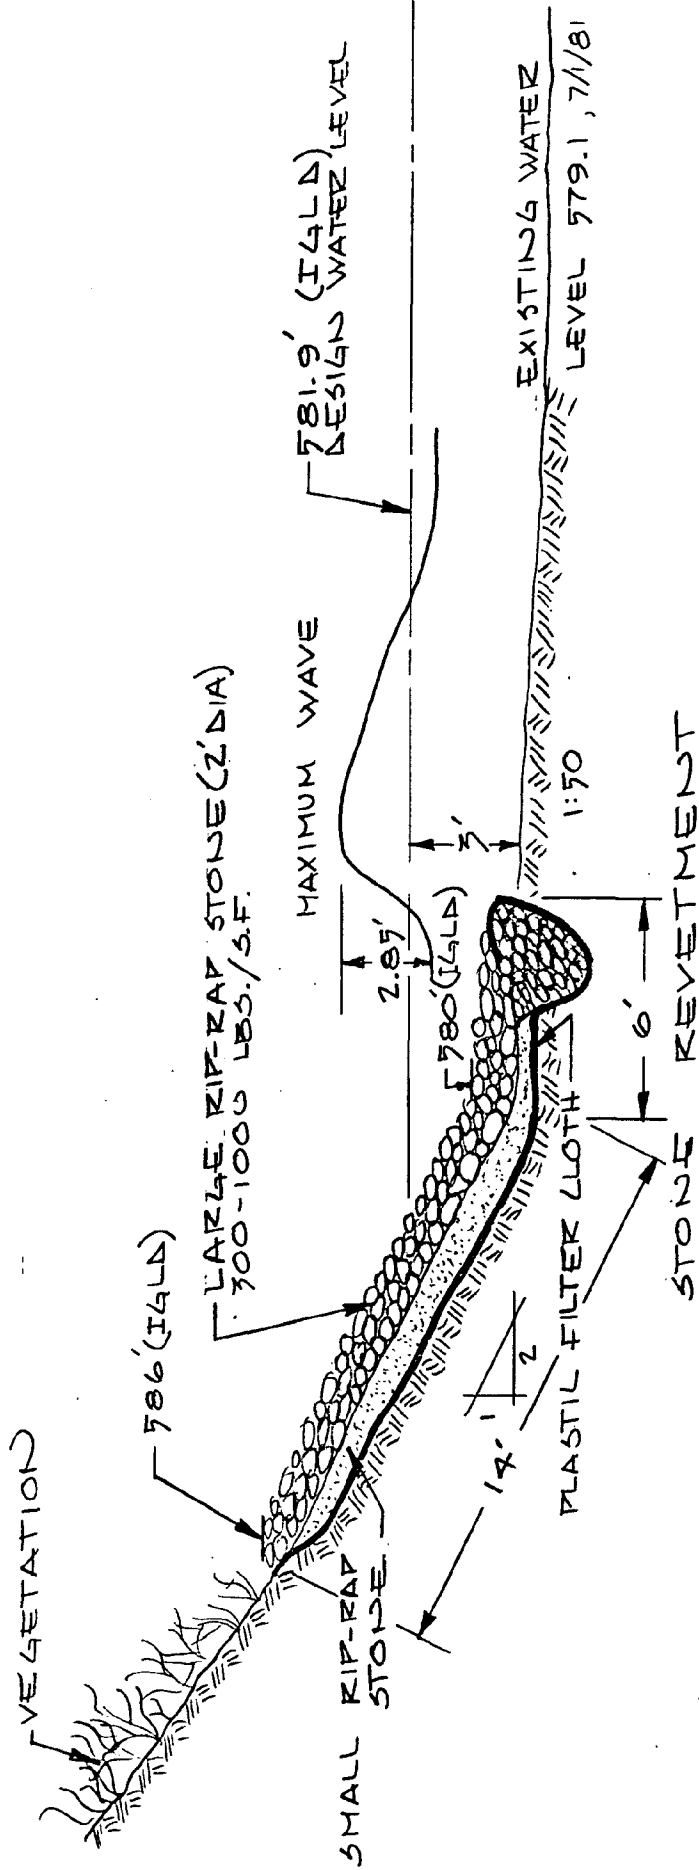 VEGETATION
586' (IGLD)
LARGE RIP-RAP STONE (2' DIA)
300-1000 LBS./S.F.
MAXIMUM WAVE
581.9' (IGLD)
DESIGN WATER LEVEL
2.85'
580' (IGLD)
3'
EXISTING WATER
LEVEL 579.1, 7/1/81
1:50
SMALL RIP-RAP
STONE
14'
1
2
PLASTIC FILTER CLOTH
6'
STONE REVETMENT